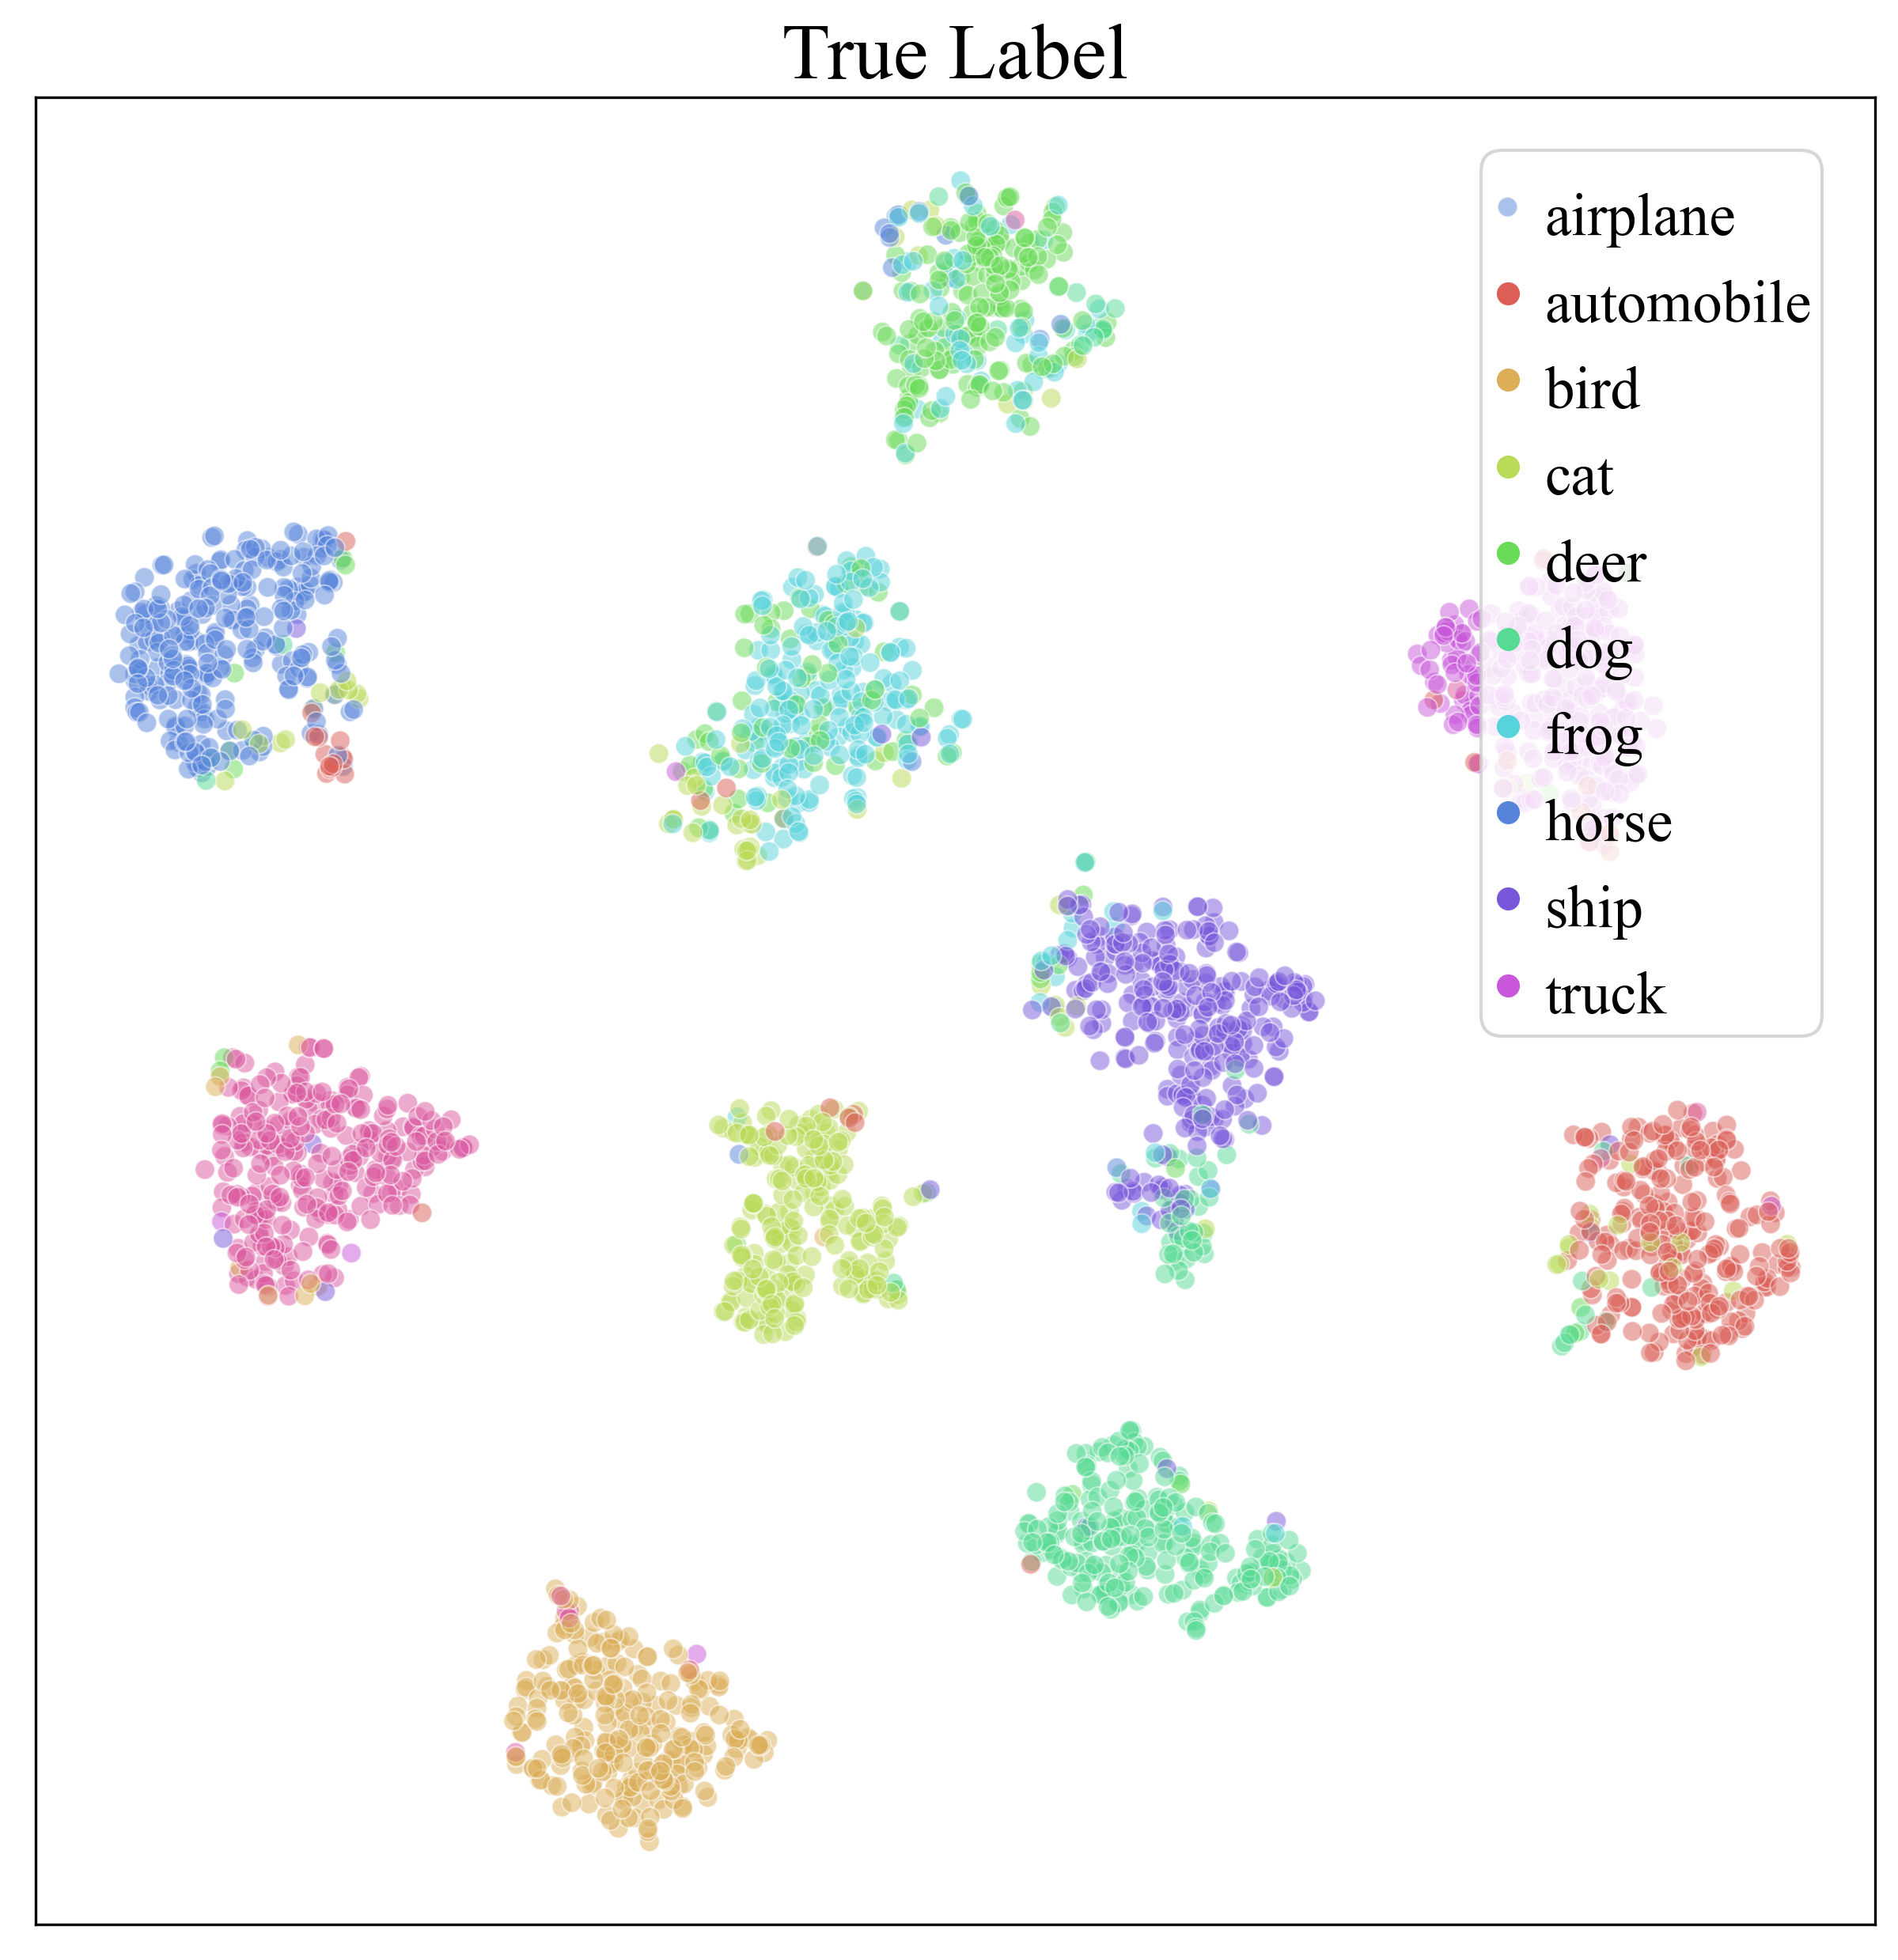 True Label
airplane
automobile
bird
cat
deer
dog
frog
horse
ship
truck